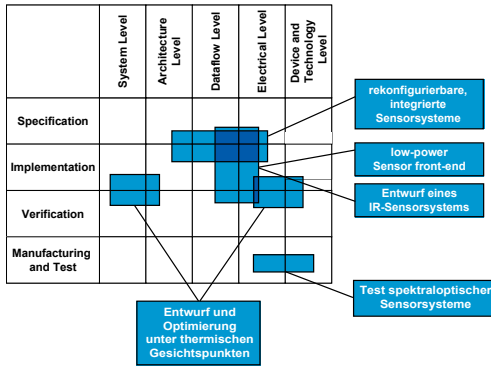 System Level
Architecture
Level
Dataflow Level
Electrical Level
Device and
Technology
Level
Specification
Implementation
Verification
Manufacturing
and Test
rekonfigurierbare,
integrierte
Sensorsysteme
low-power
Sensor front-end
Entwurf eines
IR-Sensorsystems
Test spektraloptischer
Sensorsysteme
Entwurf und
Optimierung
unter thermischen
Gesichtspunkten